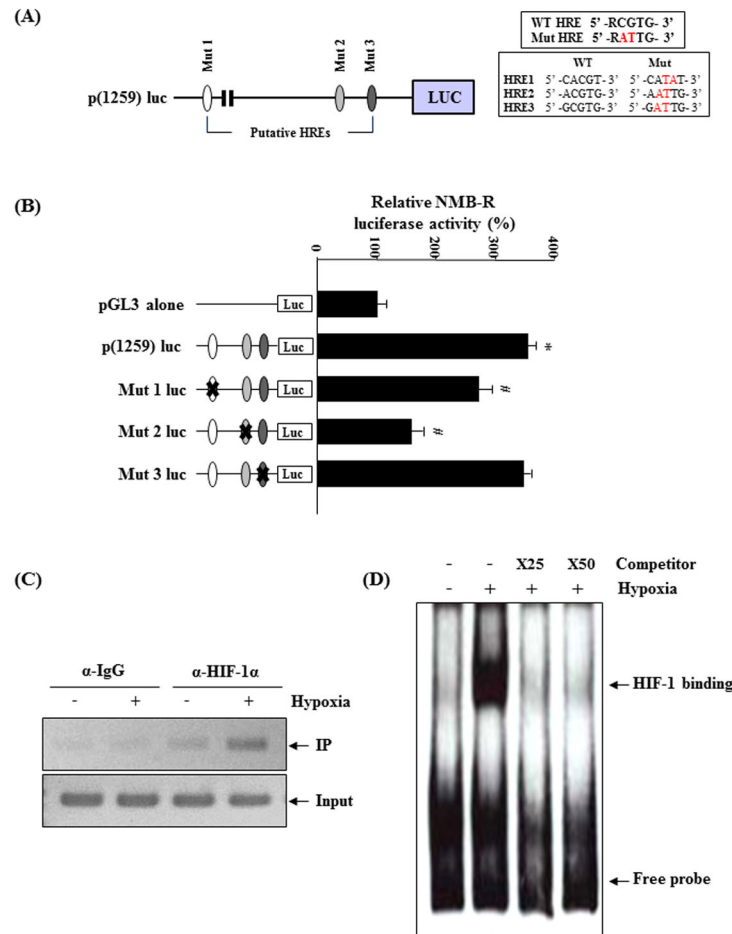 (A)
Mut 1
Mut 2
Mut 3
p(1259) luc
LUC
Putative HREs
WT HRE 5’ -RCGTG- 3’
Mut HRE 5’ -RATTG- 3’
WT Mut
HRE1 5’ -CACGT- 3’ 5’ -CATAT- 3’
HRE2 5’ -ACGTG- 3’ 5’ -AATTG- 3’
HRE3 5’ -GCGTG- 3’ 5’ -GATTG- 3’
(B)
Relative NMB-R
luciferase activity (%)
0 100 200 300 400
pGL3 alone Luc
p(1259) luc Luc *
Mut 1 luc Luc #
Mut 2 luc Luc #
Mut 3 luc Luc
(C)
α-IgG α-HIF-1α
- + - + Hypoxia
IP
Input
(D)
- - X25 X50 Competitor
- + + + Hypoxia
HIF-1 binding
Free probe